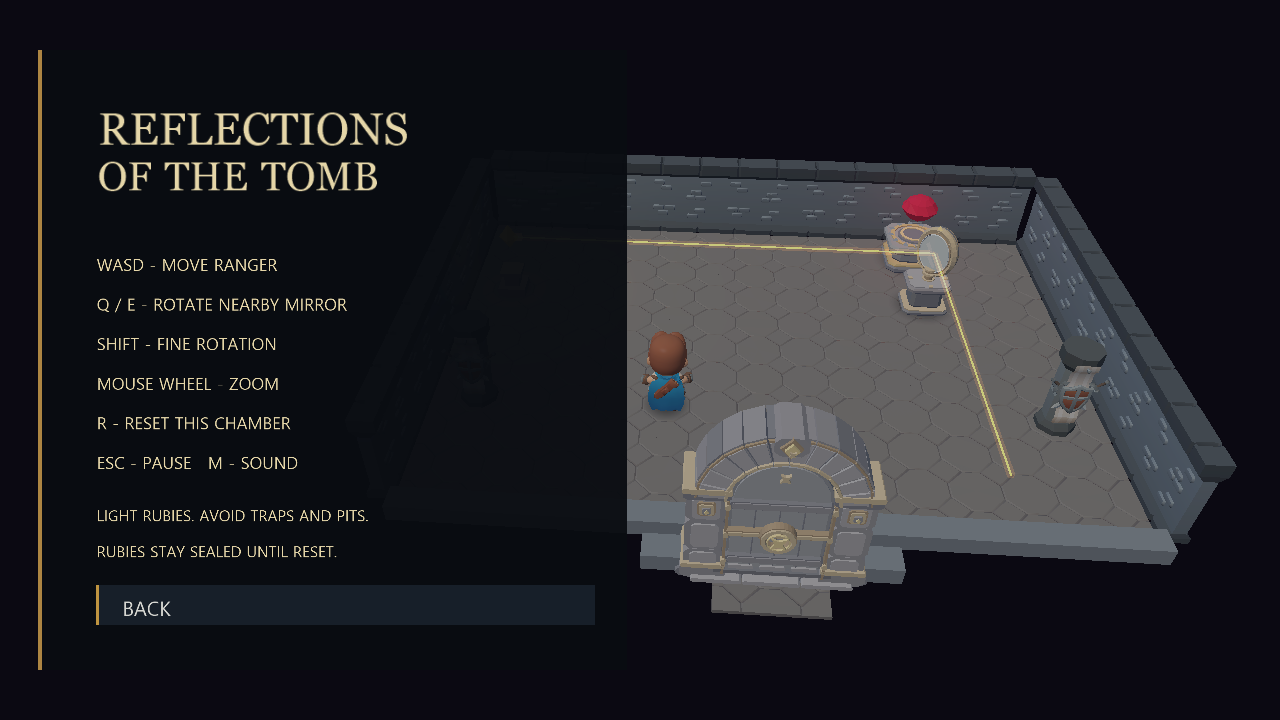 REFLECTIONS
OF THE TOMB
WASD - MOVE RANGER
Q / E - ROTATE NEARBY MIRROR
SHIFT - FINE ROTATION
MOUSE WHEEL - ZOOM
R - RESET THIS CHAMBER
ESC - PAUSE M - SOUND
LIGHT RUBIES. AVOID TRAPS AND PITS.
RUBIES STAY SEALED UNTIL RESET.
BACK